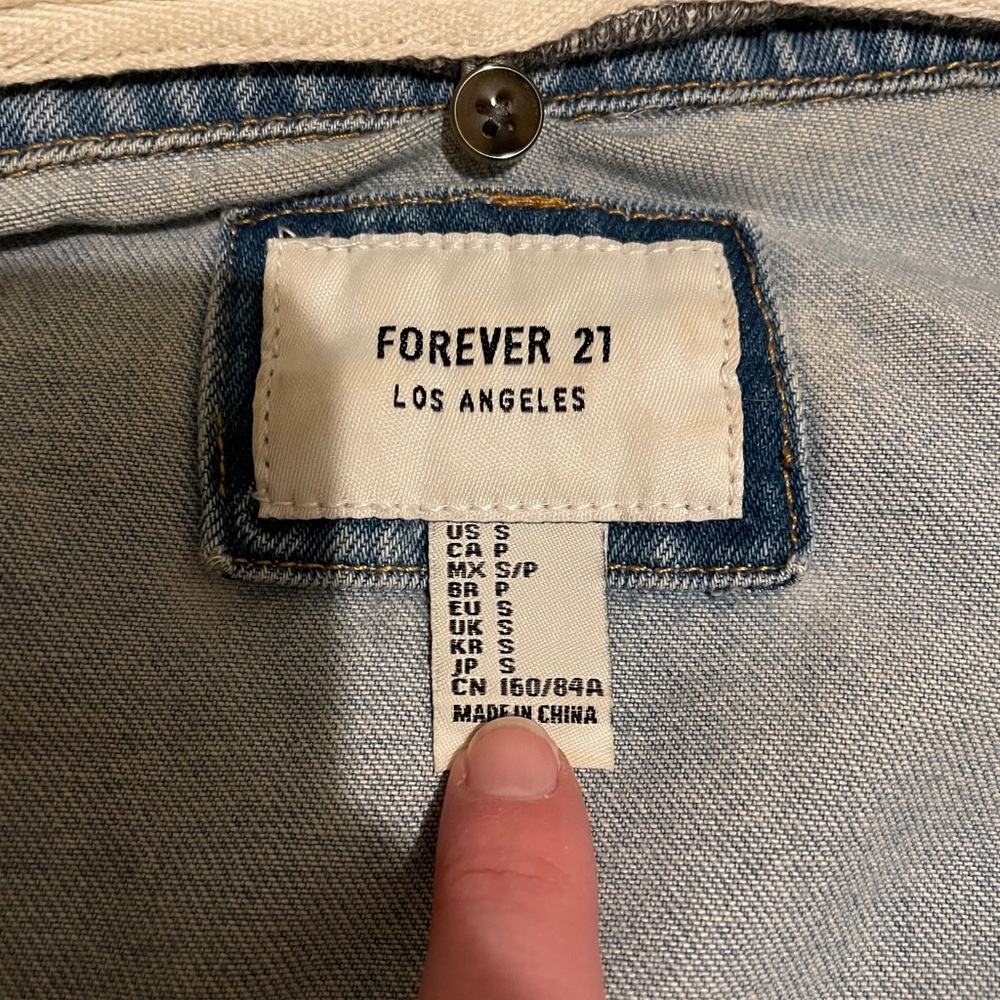 FOREVER 21
LOS ANGELES
US S
CA P
MX S/P
BR P
EU S
UK S
KR S
JP S
CN 160/84A
MADE IN CHINA